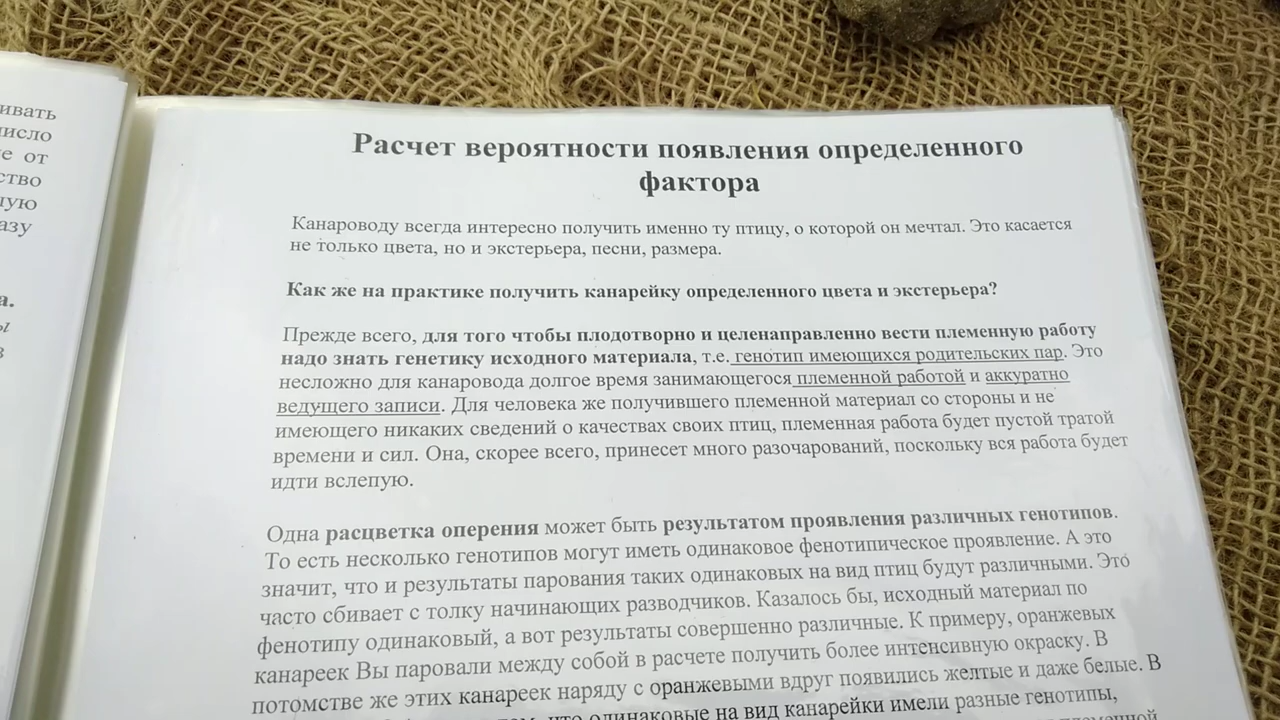 ивать
число
е от
ство
азу
а.
Расчет вероятности появления определенного
фактора
Канароводу всегда интересно получить именно ту птицу, о которой он мечтал. Это касается
не только цвета, но и экстерьера, песни, размера.
Как же на практике получить канарейку определенного цвета и экстерьера?
Прежде всего, для того чтобы плодотворно и целенаправленно вести племенную работу
надо знать генетику исходного материала, т.е. генотип имеющихся родительских пар. Это
несложно для канаровода долгое время занимающегося племенной работой и аккуратно
ведущего записи. Для человека же получившего племенной материал со стороны и не
имеющего никаких сведений о качествах своих птиц, племенная работа будет пустой тратой
времени и сил. Она, скорее всего, принесет много разочарований, поскольку вся работа будет
идти вслепую.
Одна расцветка оперения может быть результатом проявления различных генотипов.
То есть несколько генотипов могут иметь одинаковое фенотипическое проявление. А это
значит, что и результаты парования таких одинаковых на вид птиц будут различными. Это
часто сбивает с толку начинающих разводчиков. Казалось бы, исходный материал по
фенотипу одинаковый, а вот результаты совершенно различные. К примеру, оранжевых
канареек Вы паровали между собой в расчете получить более интенсивную окраску. В
потомстве же этих канареек наряду с оранжевыми вдруг появились желтые и даже белые. В
что одинаковые на вид канарейки имели разные генотипы,